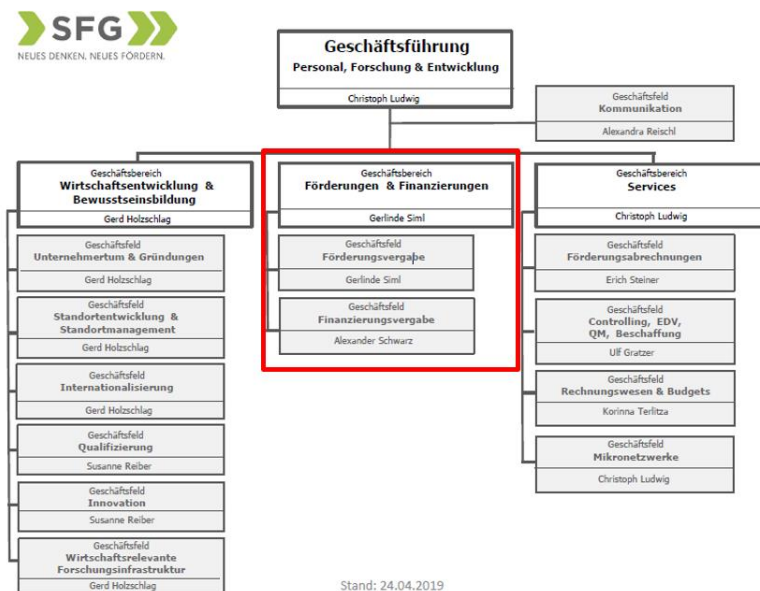 SFG
NEUES DENKEN. NEUES FÖRDERN.
Geschäftsführung
Personal, Forschung & Entwicklung
Christoph Ludwig
Geschäftsfeld
Kommunikation
Alexandra Reischl
Geschäftsbereich
Wirtschaftsentwicklung &
Bewusstseinsbildung
Gerd Holzschlag
Geschäftsfeld
Unternehmertum & Gründungen
Gerd Holzschlag
Geschäftsfeld
Standortentwicklung &
Standortmanagement
Gerd Holzschlag
Geschäftsfeld
Internationalisierung
Gerd Holzschlag
Geschäftsfeld
Qualifizierung
Susanne Reiber
Geschäftsfeld
Innovation
Susanne Reiber
Geschäftsfeld
Wirtschaftsrelevante
Forschungsinfrastruktur
Gerd Holzschlag
Geschäftsbereich
Förderungen & Finanzierungen
Gerlinde Siml
Geschäftsfeld
Förderungsvergabe
Gerlinde Siml
Geschäftsfeld
Finanzierungsvergabe
Alexander Schwarz
Geschäftsbereich
Services
Christoph Ludwig
Geschäftsfeld
Förderungsabrechnungen
Erich Steiner
Geschäftsfeld
Controlling, EDV,
QM, Beschaffung
Ulf Gratzer
Geschäftsfeld
Rechnungswesen & Budgets
Korinna Terlitza
Geschäftsfeld
Mikronetzwerke
Christoph Ludwig
Stand: 24.04.2019